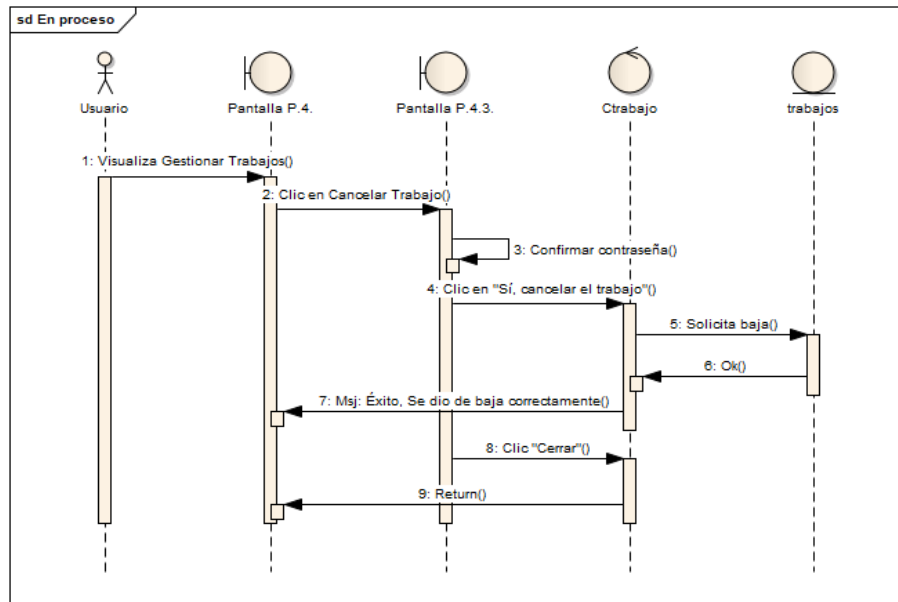 sd En proceso
Usuario
Pantalla P.4.
Pantalla P.4.3.
Ctrabajo
trabajos
1: Visualiza Gestionar Trabajos()
2: Clic en Cancelar Trabajo()
3: Confirmar contraseña()
4: Clic en "Sí, cancelar el trabajo"()
5: Solicita baja()
6: Ok()
7: Msj: Éxito, Se dio de baja correctamente()
8: Clic "Cerrar"()
9: Return()